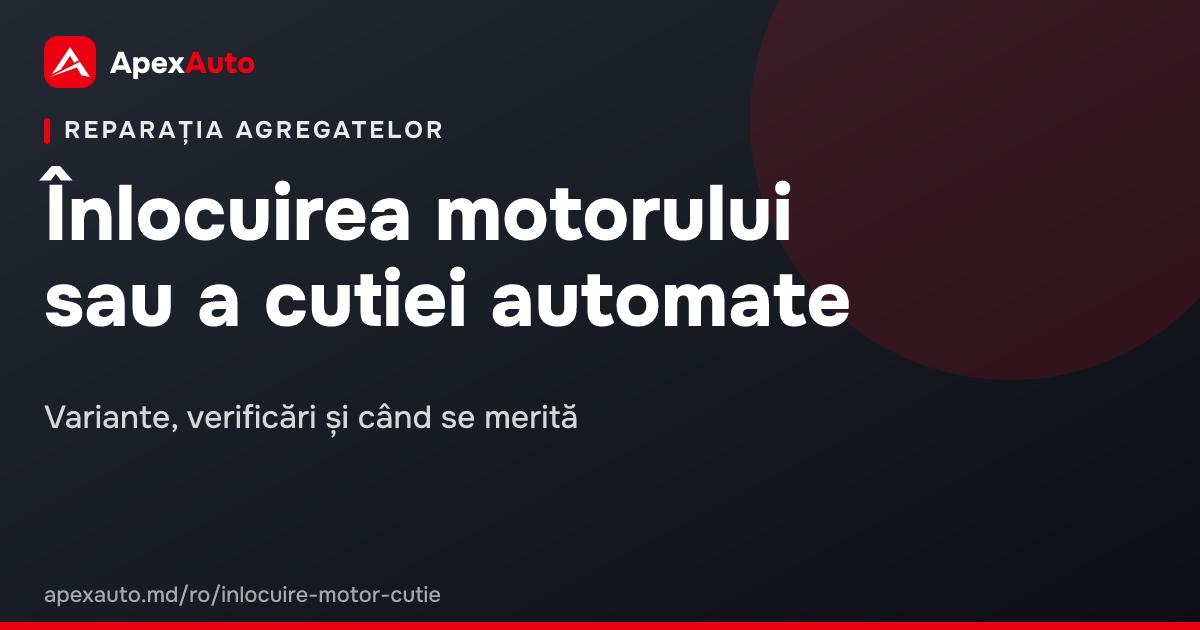 ApexAuto
REPARAȚIA AGREGATELOR
Înlocuirea motorului
sau a cutiei automate
Variante, verificări și când se merită
apexauto.md/ro/inlocuire-motor-cutie